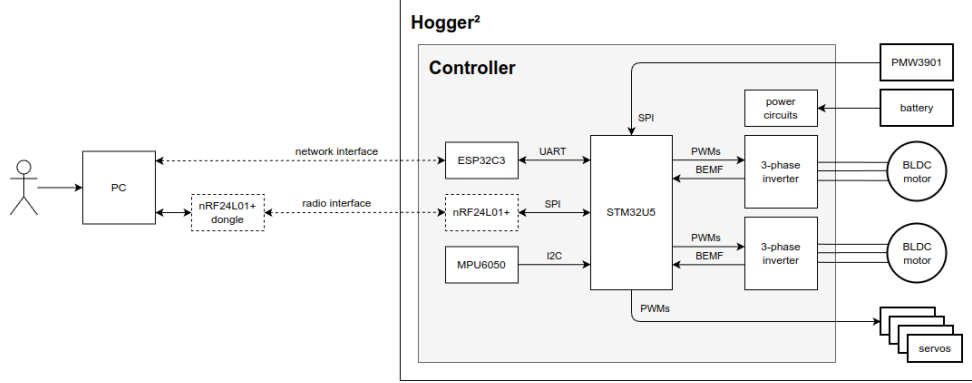 Hogger²
Controller
PMW3901
power
circuits
battery
SPI
network interface
ESP32C3
UART
PWMs
BEMF
3-phase
inverter
BLDC
motor
PC
nRF24L01+
dongle
radio interface
nRF24L01+
SPI
STM32U5
MPU6050
I2C
PWMs
BEMF
3-phase
inverter
BLDC
motor
PWMs
servos